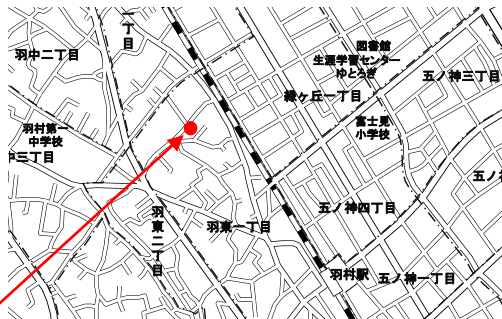 一丁目
羽中二丁目
図書館
生涯学習センター
ゆとろぎ
五ノ神三丁目
緑ヶ丘一丁目
羽村第一
中学校
富士見
小学校
中三丁目
五ノ
羽東二丁目
羽東一丁目
五ノ神四丁目
羽村駅
五ノ神一丁目